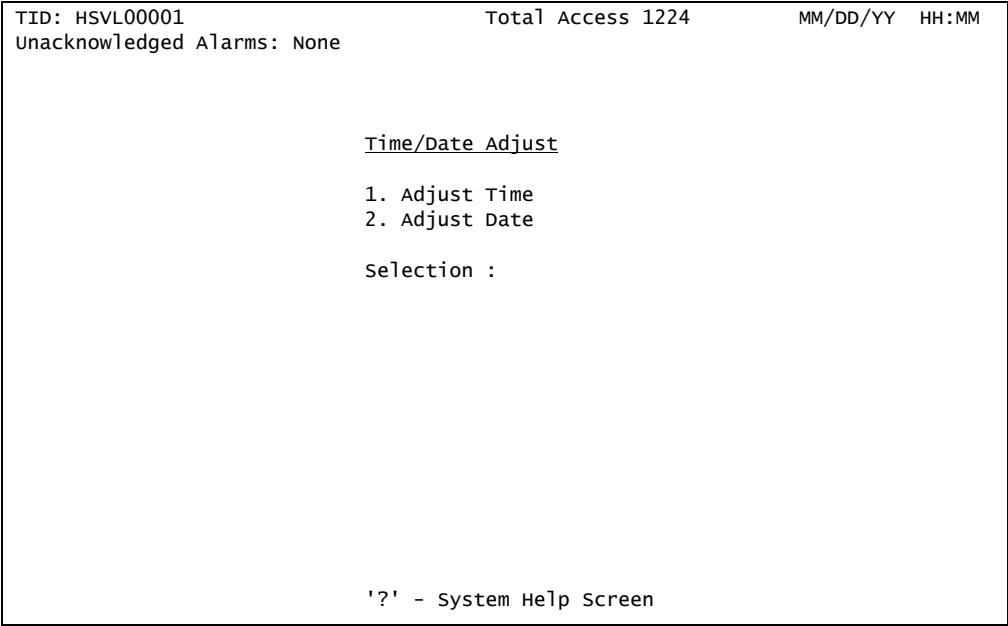 TID: HSVL00001 Total Access 1224 MM/DD/YY HH:MM
Unacknowledged Alarms: None
Time/Date Adjust
1. Adjust Time
2. Adjust Date
Selection :
'?' – System Help Screen